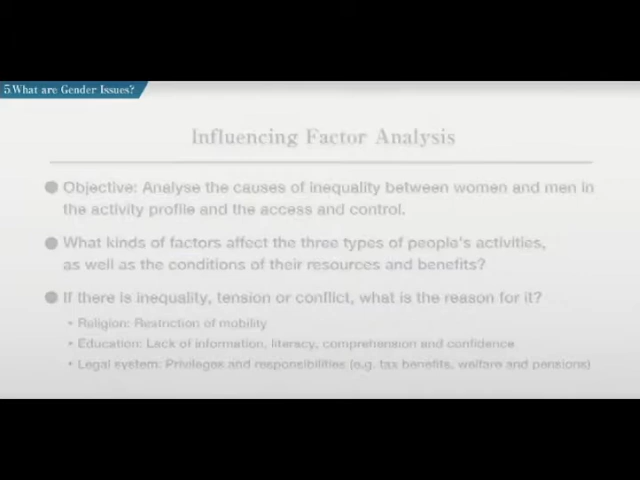 5.What are Gender Issues?
Influencing Factor Analysis
● Objective: Analyse the causes of inequality between women and men in
the activity profile and the access and control.
● What kinds of factors affect the three types of people's activities,
as well as the conditions of their resources and benefits?
● If there is inequality, tension or conflict, what is the reason for it?
• Religion: Restriction of mobility
• Education: Lack of information, literacy, comprehension and confidence
• Legal system: Privileges and responsibilities (e.g. tax benefits, welfare and pensions)